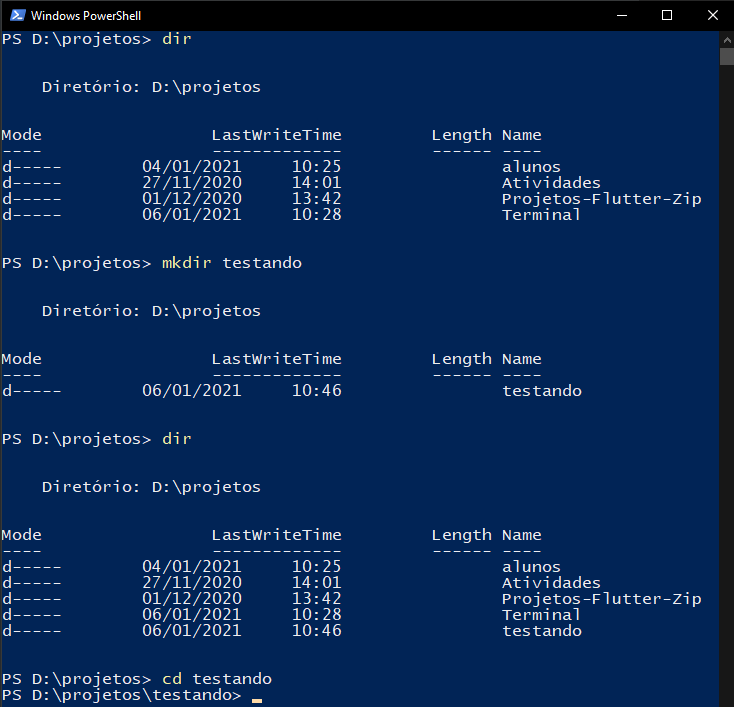 Windows PowerShell
PS D:\projetos> dir
Diretório: D:\projetos
Mode LastWriteTime Length Name
---- ------------- ------ ----
d----- 04/01/2021 10:25 alunos
d----- 27/11/2020 14:01 Atividades
d----- 01/12/2020 13:42 Projetos-Flutter-Zip
d----- 06/01/2021 10:28 Terminal
PS D:\projetos> mkdir testando
Diretório: D:\projetos
Mode LastWriteTime Length Name
---- ------------- ------ ----
d----- 06/01/2021 10:46 testando
PS D:\projetos> dir
Diretório: D:\projetos
Mode LastWriteTime Length Name
---- ------------- ------ ----
d----- 04/01/2021 10:25 alunos
d----- 27/11/2020 14:01 Atividades
d----- 01/12/2020 13:42 Projetos-Flutter-Zip
d----- 06/01/2021 10:28 Terminal
d----- 06/01/2021 10:46 testando
PS D:\projetos> cd testando
PS D:\projetos\testando> _